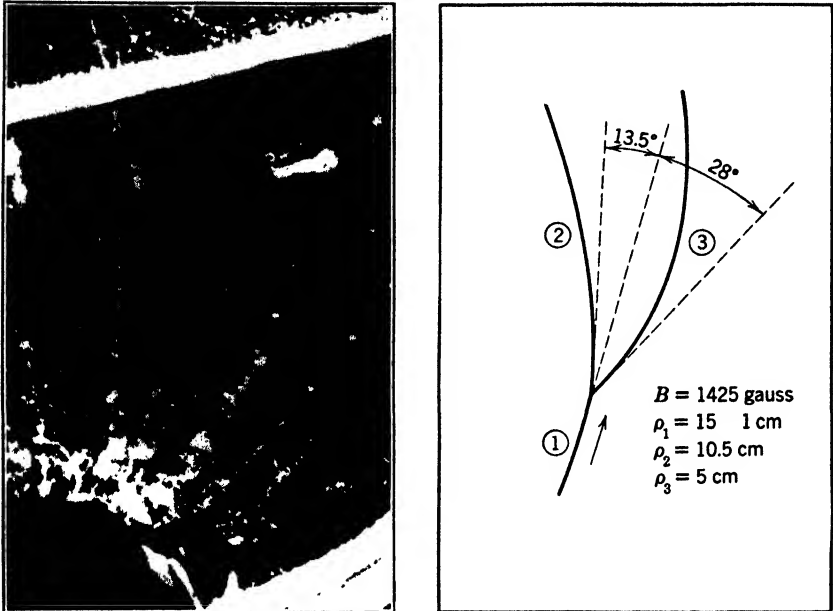 13.5°
28°
②
③
①
B = 1425 gauss
ρ₁ = 15 1 cm
ρ₂ = 10.5 cm
ρ₃ = 5 cm